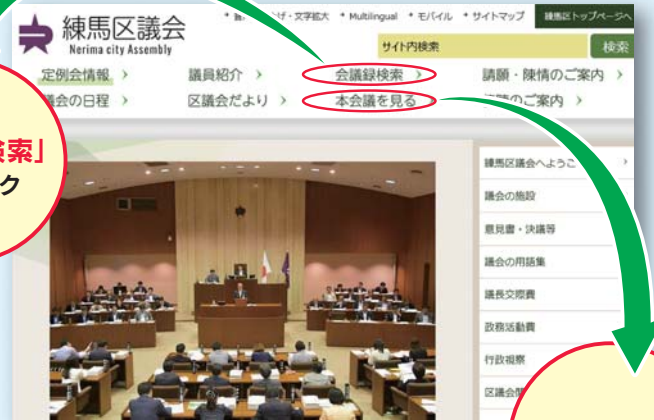 練馬区議会
Nerima city Assembly
げ・文字拡大 Multilingual モバイル サイトマップ 練馬区トップページへ
サイト内検索 検索
定例会情報 議員紹介 会議録検索 請願・陳情のご案内
議会の日程 区議会だより 本会議を見る のご案内
索」
ク
練馬区議会へようこ
議会の施設
意見書・決議等
議会の用語集
議長交際費
政務活動費
行政視察
区議会